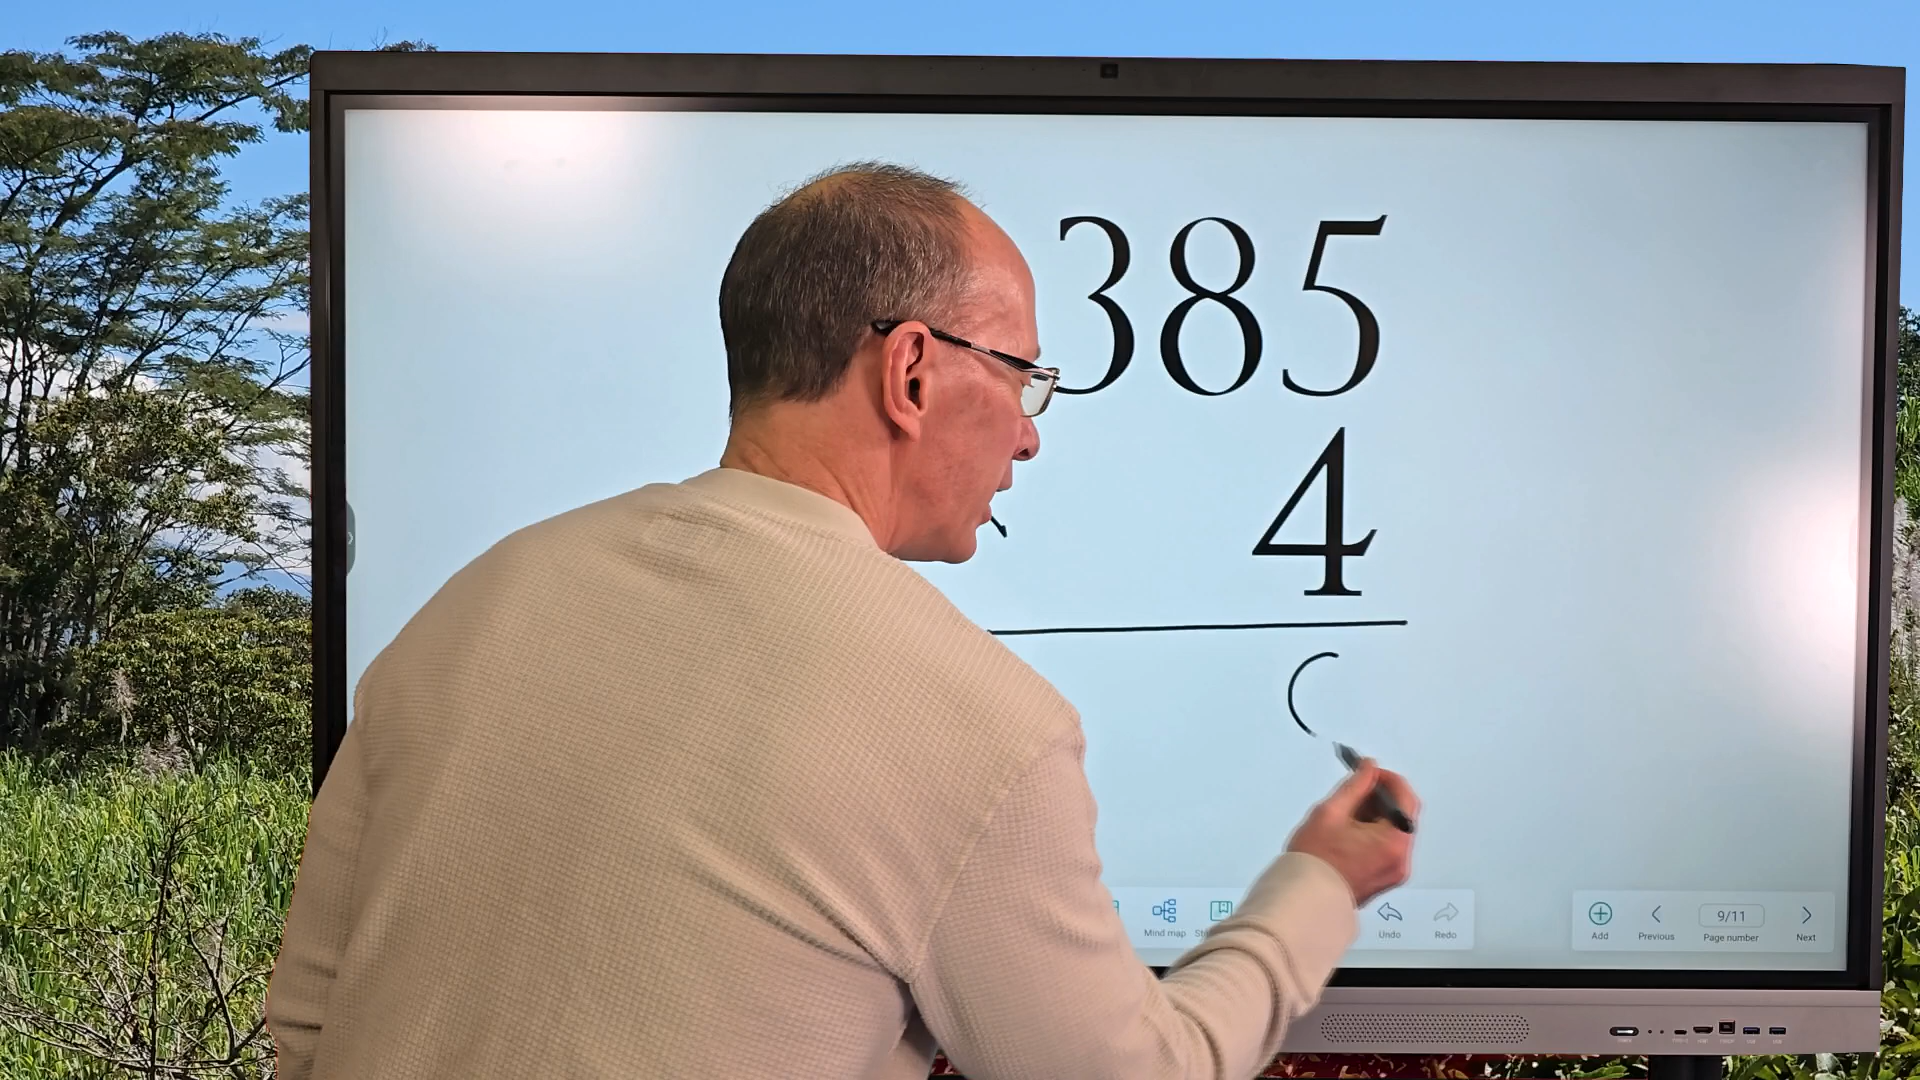 385
4
Mind map
Undo
Redo
Add
Previous
9/11
Page number
Next